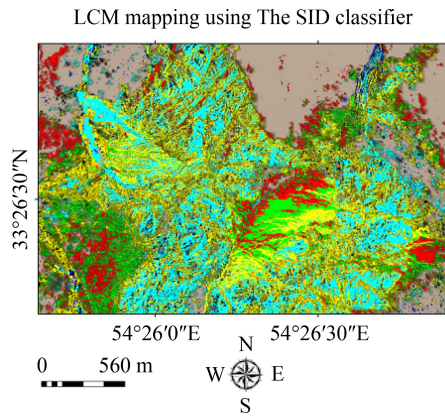 LCM mapping using The SID classifier
33°26′30″N
54°26′0″E 54°26′30″E
0 560 m
N
W E
S